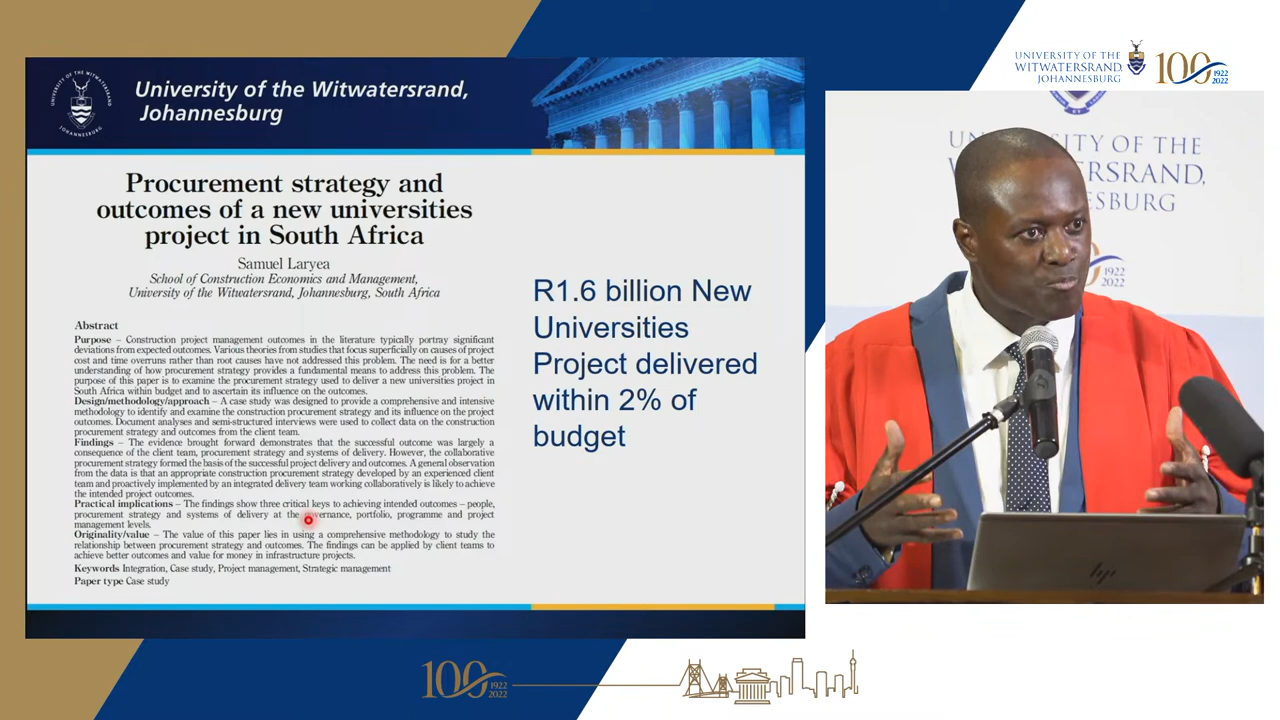 UNIVERSITY OF THE
WITWATERSRAND,
JOHANNESBURG
100
1922
2022
University of the Witwatersrand,
Johannesburg
Procurement strategy and
outcomes of a new universities
project in South Africa
Samuel Laryea
School of Construction Economics and Management,
University of the Witwatersrand, Johannesburg, South Africa
Abstract
Purpose – Construction project management outcomes in the literature typically portray significant
deviations from expected outcomes. Various theories from studies that focus superficially on causes of project
cost and time overruns rather than root causes have not addressed this problem. The need is for a better
understanding of how procurement strategy provides a fundamental means to address this problem. The
purpose of this paper is to examine the procurement strategy used to deliver a new universities project in
South Africa within budget and to ascertain its influence on the outcomes.
Design/methodology/approach – A case study was designed to provide a comprehensive and intensive
methodology to identify and examine the construction procurement strategy and its influence on the project
outcomes. Document analyses and semi-structured interviews were used to collect data on the construction
procurement strategy and outcomes from the client team.
Findings – The evidence brought forward demonstrates that the successful outcome was largely a
consequence of the client team, procurement strategy and systems of delivery. However, the collaborative
procurement strategy formed the basis of the successful project delivery and outcomes. A general observation
from the data is that an appropriate construction procurement strategy developed by an experienced client
team and proactively implemented by an integrated delivery team working collaboratively is likely to achieve
the intended project outcomes.
Practical implications – The findings show three critical keys to achieving intended outcomes – people,
procurement strategy and systems of delivery at the governance, portfolio, programme and project
management levels.
Originality/value – The value of this paper lies in using a comprehensive methodology to study the
relationship between procurement strategy and outcomes. The findings can be applied by client teams to
achieve better outcomes and value for money in infrastructure projects.
Keywords Integration, Case study, Project management, Strategic management
Paper type Case study
R1.6 billion New
Universities
Project delivered
within 2% of
budget
UNIVERSITY OF THE
RSRAND,
ESBURG
1922
2022
hp
100
1922
2022